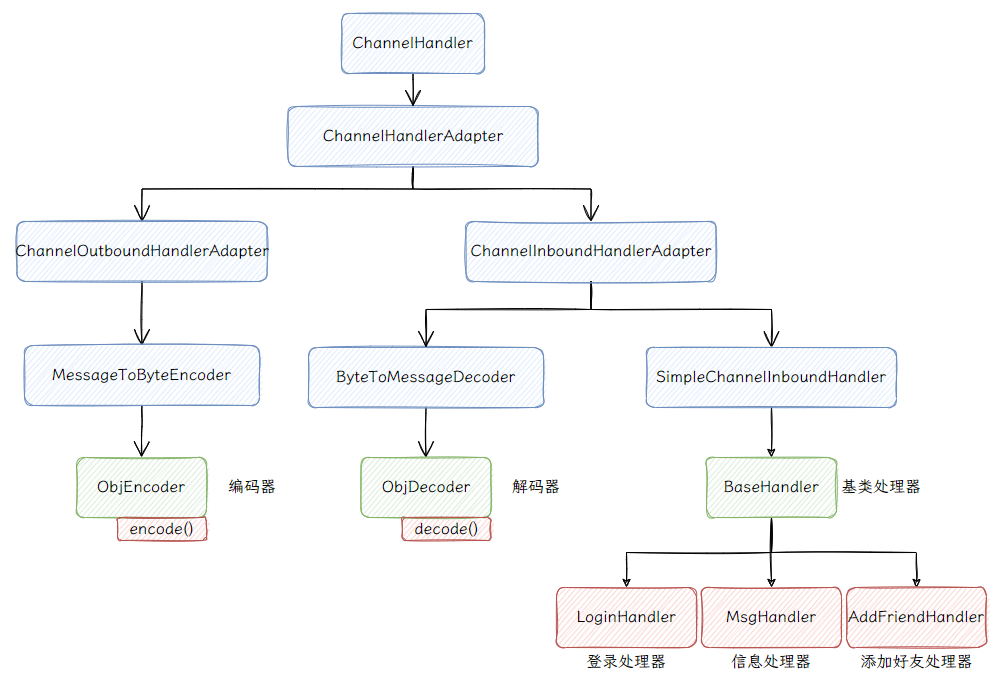 ChannelHandler
ChannelHandlerAdapter
ChannelOutboundHandlerAdapter
ChannelInboundHandlerAdapter
MessageToByteEncoder
ByteToMessageDecoder
SimpleChannelInboundHandler
ObjEncoder
编码器
ObjDecoder
解码器
BaseHandler
基类处理器
encode()
decode()
LoginHandler
MsgHandler
AddFriendHandler
登录处理器
信息处理器
添加好友处理器